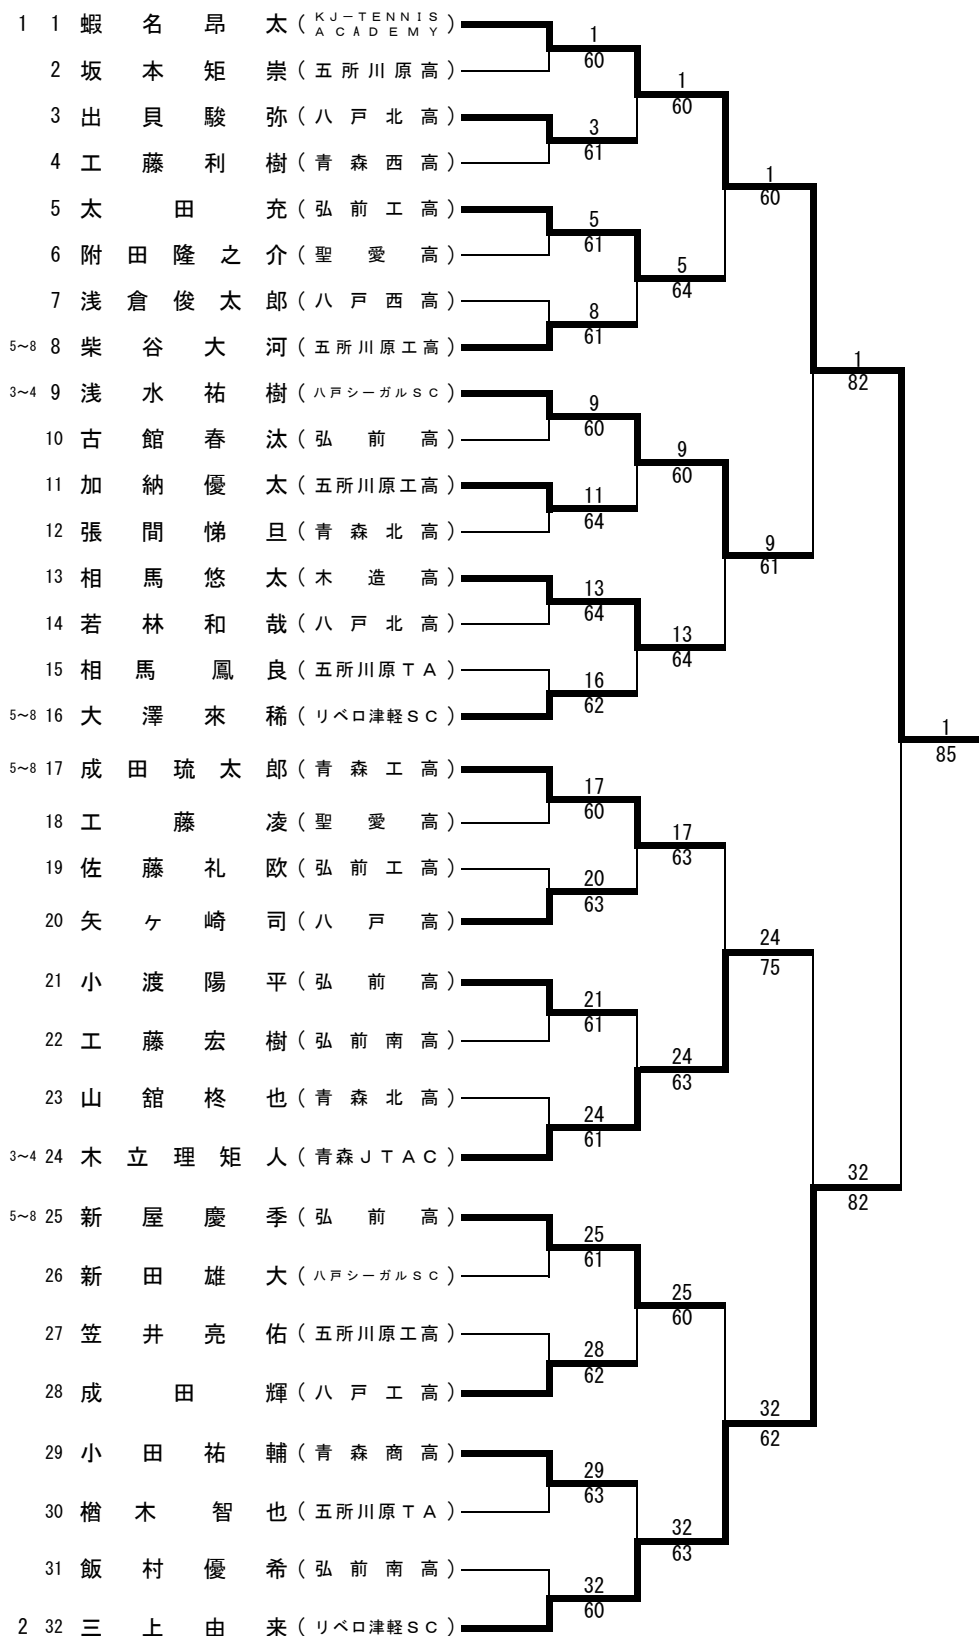 1 1 蝦名昂太 (KJ-TENNIS ACADEMY)
1
60
2 坂本矩崇 (五所川原高)
1
60
3 出貝駿弥 (八戸北高)
3
61
4 工藤利樹 (青森西高)
1
60
5 太田充 (弘前工高)
5
61
6 附田隆之介 (聖愛高)
5
64
7 浅倉俊太郎 (八戸西高)
8
61
5~8 8 柴谷大河 (五所川原工高)
1
82
3~4 9 浅水祐樹 (八戸シーガルSC)
9
60
10 古館春汰 (弘前高)
9
60
11 加納優太 (五所川原工高)
11
64
12 張間悌旦 (青森北高)
9
61
13 相馬悠太 (木造高)
13
64
14 若林和哉 (八戸北高)
13
64
15 相馬鳳良 (五所川原TA)
16
62
5~8 16 大澤來稀 (リベロ津軽SC)
1
85
5~8 17 成田琉太郎 (青森工高)
17
60
18 工藤凌 (聖愛高)
17
63
19 佐藤礼欧 (弘前工高)
20
63
20 矢ヶ崎司 (八戸高)
24
75
21 小渡陽平 (弘前高)
21
61
22 工藤宏樹 (弘前南高)
24
63
23 山舘柊也 (青森北高)
24
61
3~4 24 木立理矩人 (青森JTAC)
32
82
5~8 25 新屋慶季 (弘前高)
25
61
26 新田雄大 (八戸シーガルSC)
25
60
27 笠井亮佑 (五所川原工高)
28
62
28 成田輝 (八戸工高)
32
62
29 小田祐輔 (青森商高)
29
63
30 楢木智也 (五所川原TA)
32
63
31 飯村優希 (弘前南高)
32
60
2 32 三上由来 (リベロ津軽SC)